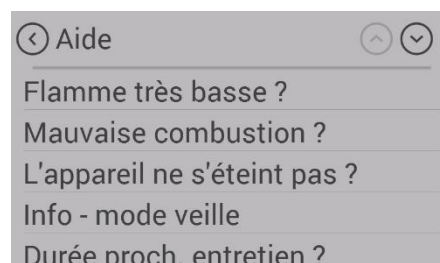 Aide
Flamme très basse ?
Mauvaise combustion ?
L'appareil ne s'éteint pas ?
Info - mode veille
Durée proch. entretien ?